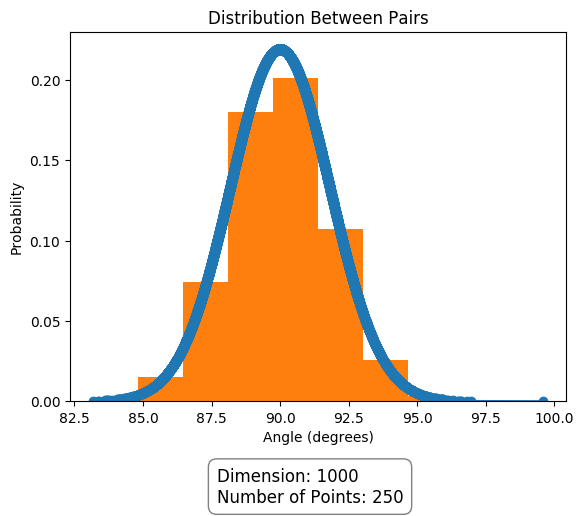 Distribution Between Pairs
Probability
0.20
0.15
0.10
0.05
0.00
82.5 85.0 87.5 90.0 92.5 95.0 97.5 100.0
Angle (degrees)
Dimension: 1000
Number of Points: 250